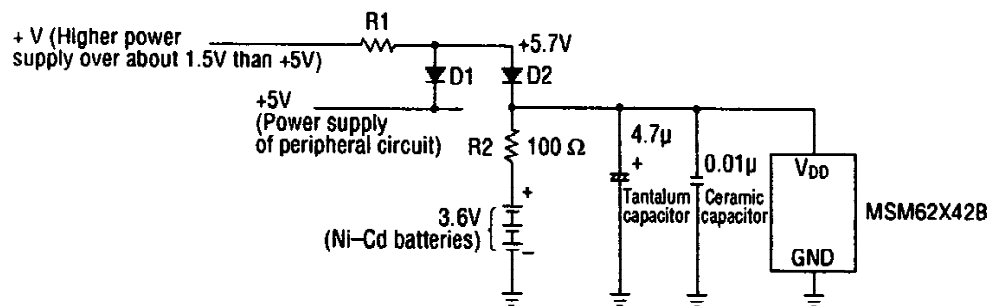 R1
+ V (Higher power
supply over about 1.5V than +5V)
+5.7V
D1
D2
+5V
(Power supply
of peripheral circuit)
R2
100 Ω
4.7μ
+
0.01μ
Tantalum
capacitor
Ceramic
capacitor
VDD
MSM62X42B
GND
+
3.6V
(Ni–Cd batteries)
–